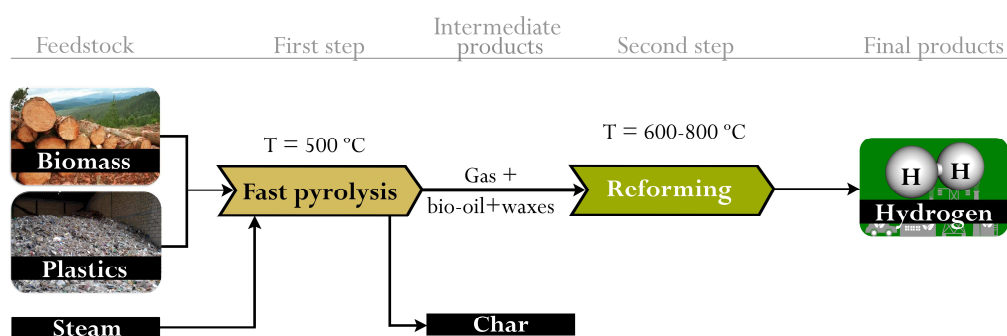 Feedstock
First step
Intermediate
products
Second step
Final products
Biomass
Plastics
Steam
T = 500 ºC
Fast pyrolysis
Gas +
bio-oil+waxes
Char
T = 600-800 ºC
Reforming
H H
Hydrogen